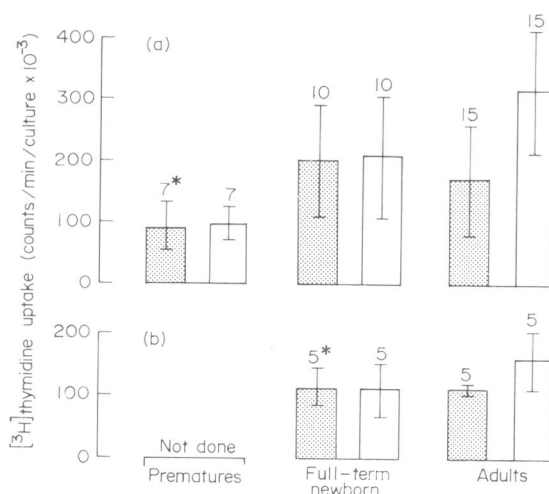 [³H]thymidine uptake (counts/min/culture ×10⁻³)
(a)
400
300
200
100
0
7*
7
10
10
15
15
(b)
200
100
0
5*
5
5
5
Not done
Prematures
Full-term
newborn
Adults